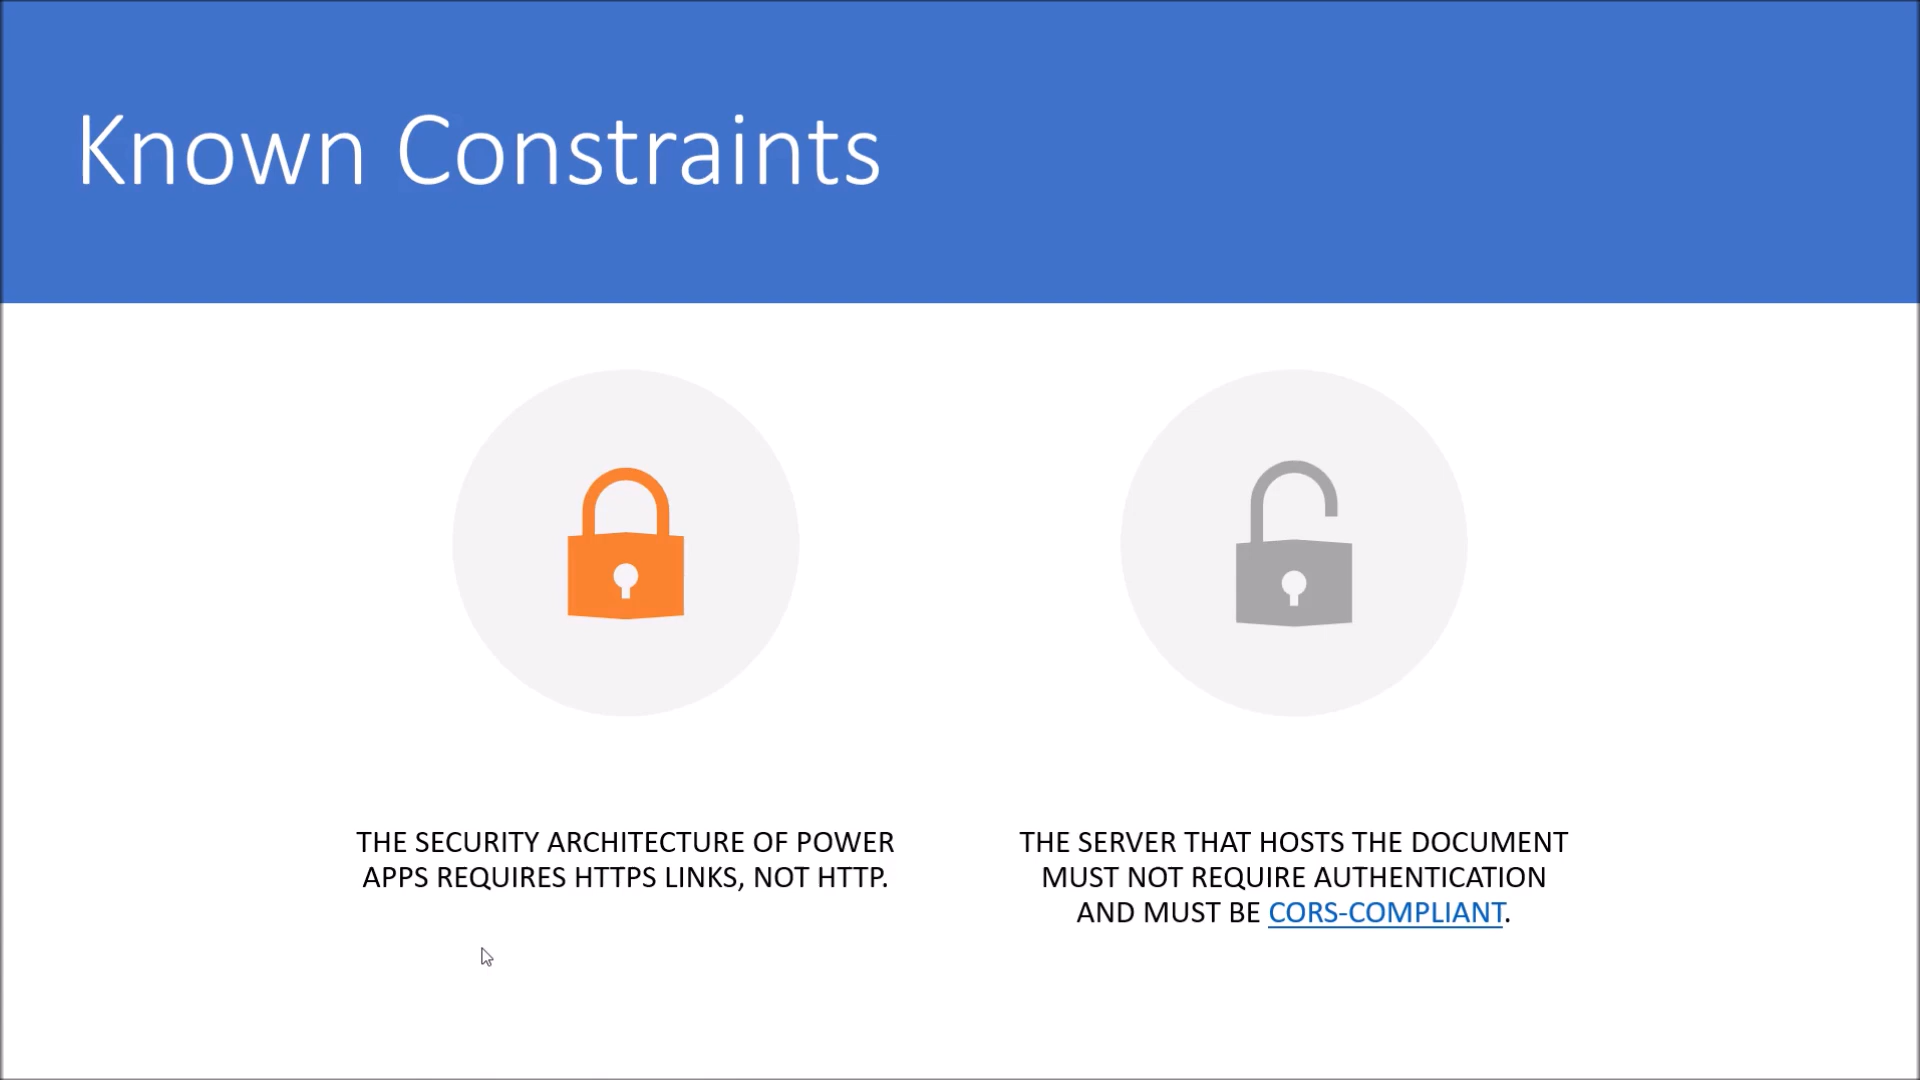 Known Constraints
THE SECURITY ARCHITECTURE OF POWER
APPS REQUIRES HTTPS LINKS, NOT HTTP.
THE SERVER THAT HOSTS THE DOCUMENT
MUST NOT REQUIRE AUTHENTICATION
AND MUST BE CORS-COMPLIANT.